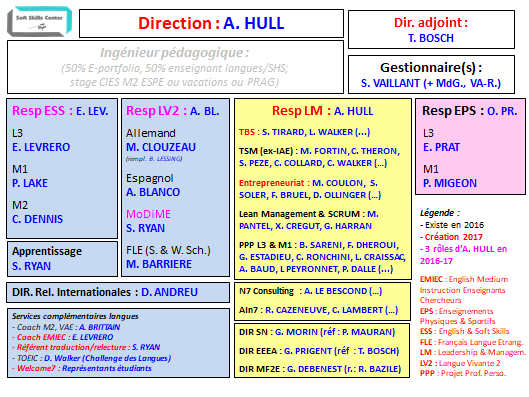 Soft Skills Center
Direction : A. HULL
Dir. adjoint :
T. BOSCH
Ingénieur pédagogique :
(50% E-portfolio, 50% enseignant langues/SHS;
stage CIES M2 ESPE ou vacations ou PRAG)
Gestionnaire(s) :
S. VAILLANT (+ MdG., VA-R.)
Resp ESS : E. LEV.
L3
E. LEVRERO
M1
P. LAKE
M2
C. DENNIS
Apprentissage
S. RYAN
Resp LV2 : A. BL.
Allemand
M. CLOUZEAU
(rempl. B. LESSING)
Espagnol
A. BLANCO
MoDiME
S. RYAN
FLE (S. & W. Sch.)
M. BARRIERE
DIR. Rel. Internationales : D. ANDREU
Services complémentaires langues
- Coach M2, VAE : A. BRITTAIN
- Coach EMIEC : E. LEVRERO
- Référent traduction/relecture : S. RYAN
- TOEIC : D. Walker (Challenge des Langues)
- Welcome7 : Représentants étudiants
Resp LM : A. HULL
TBS : S. TIRARD, L. WALKER (...)
TSM (ex-IAE) : M. FORTIN, C. THERON,
S. PEZE, C. COLLARD, C. WALKER (...)
Entrepreneuriat : M. COULON, S.
SOLER, F. BRUEL, D. OLLINGER (...)
Lean Management & SCRUM : M.
PANTEL, X. CREGUT, G. HARRAN
PPP L3 & M1 : B. SARENI, F. DHEROUI,
G. ESTADIEU, C. RONCHINI, L. CRAISSAC,
A. BAUD, I PEYRONNET, P. DALLE (...)
N7 Consulting : A. LE BESCOND (...)
AIn7 : R. CAZENEUVE, C. LAMBERT (...)
DIR SN : G. MORIN (réf : P. MAURAN)
DIR EEEA : G. PRIGENT (réf : T. BOSCH)
DIR MF2E : G. DEBENEST (r.: R. BAZILE)
Resp EPS : O. PR.
L3
E. PRAT
M1
P. MIGEON
Légende :
- Existe en 2016
- Création 2017
- 3 rôles d'A. HULL en
2016-17
EMIEC : English Medium
Instruction Enseignants
Chercheurs
EPS : Enseignements
Physiques & Sportifs
ESS : English & Soft Skills.
FLE : Français Langue Etrang.
LM : Leadership & Managem.
LV2 : Langue Vivante 2
PPP : Projet Prof. Perso.